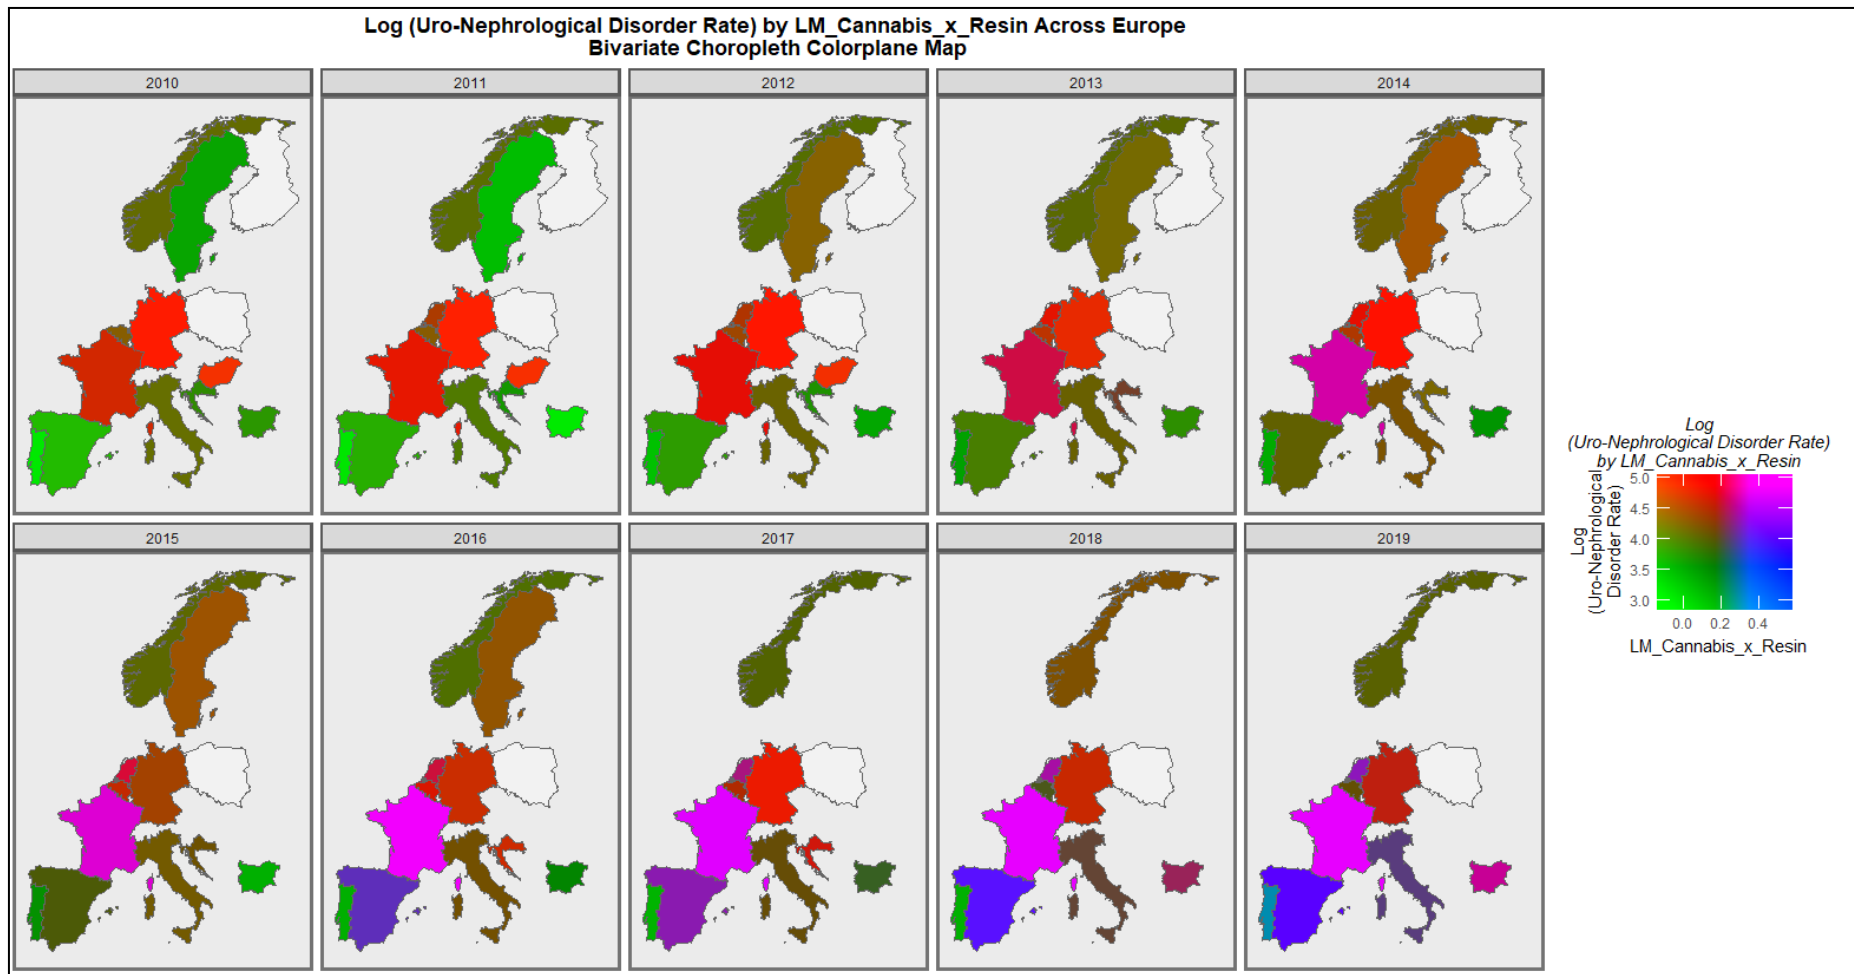 Log (Uro-Nephrological Disorder Rate) by LM_Cannabis_x_Resin Across Europe
Bivariate Choropleth Colorplane Map
2010
2011
2012
2013
2014
2015
2016
2017
2018
2019
Log
(Uro-Nephrological Disorder Rate)
by LM_Cannabis_x_Resin
Log
(Uro-Nephrological
Disorder Rate)
5.0
4.5
4.0
3.5
3.0
0.0 0.2 0.4
LM_Cannabis_x_Resin